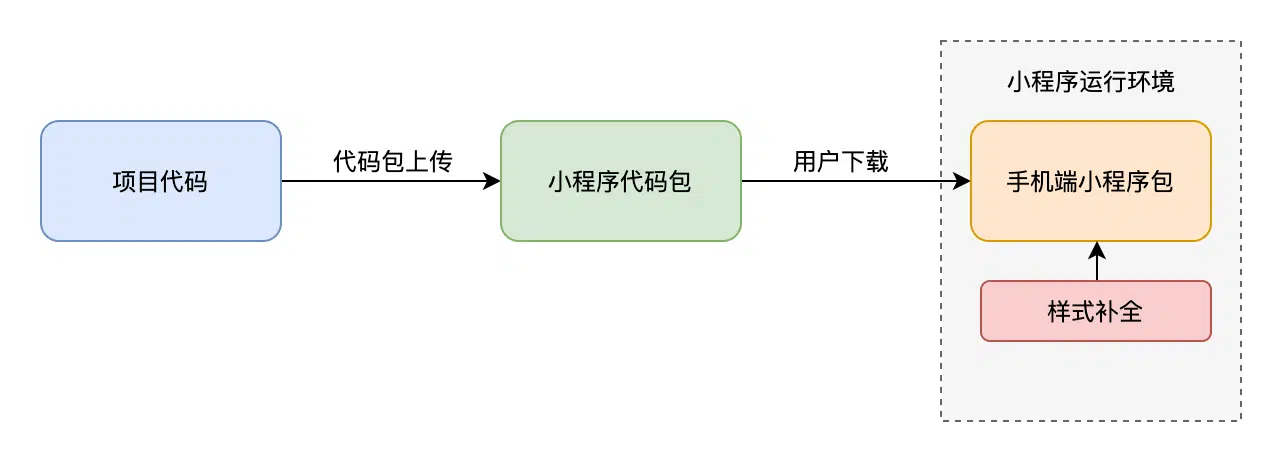 小程序运行环境
项目代码
代码包上传
小程序代码包
用户下载
手机端小程序包
样式补全